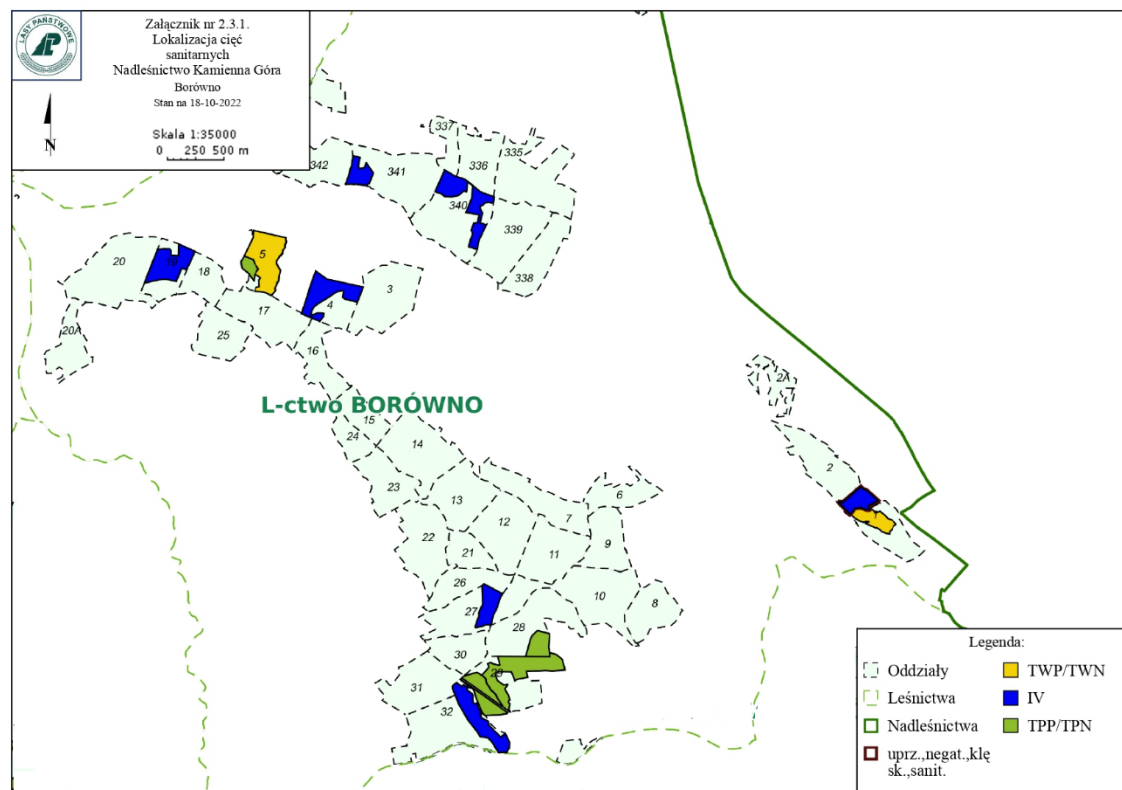 LASY PAŃSTWOWE
Załącznik nr 2.3.1.
Lokalizacja cięć
sanitarnych
Nadleśnictwo Kamienna Góra
Borówno
Stan na 18-10-2022
N
Skala 1:35000
0 250 500 m
337
335
336
342
341
340
339
338
5
20
19
18
3
4
17
20A
25
16
2A
L-ctwo BORÓWNO
15
14
24
2
23
13
6
12
7
22
9
21
11
26
10
8
27
28
30
29
31
32
Legenda:
Oddziały
TWP/TWN
Leśnictwa
IV
Nadleśnictwa
TPP/TPN
uprz.,negat.,klę
sk.,sanit.